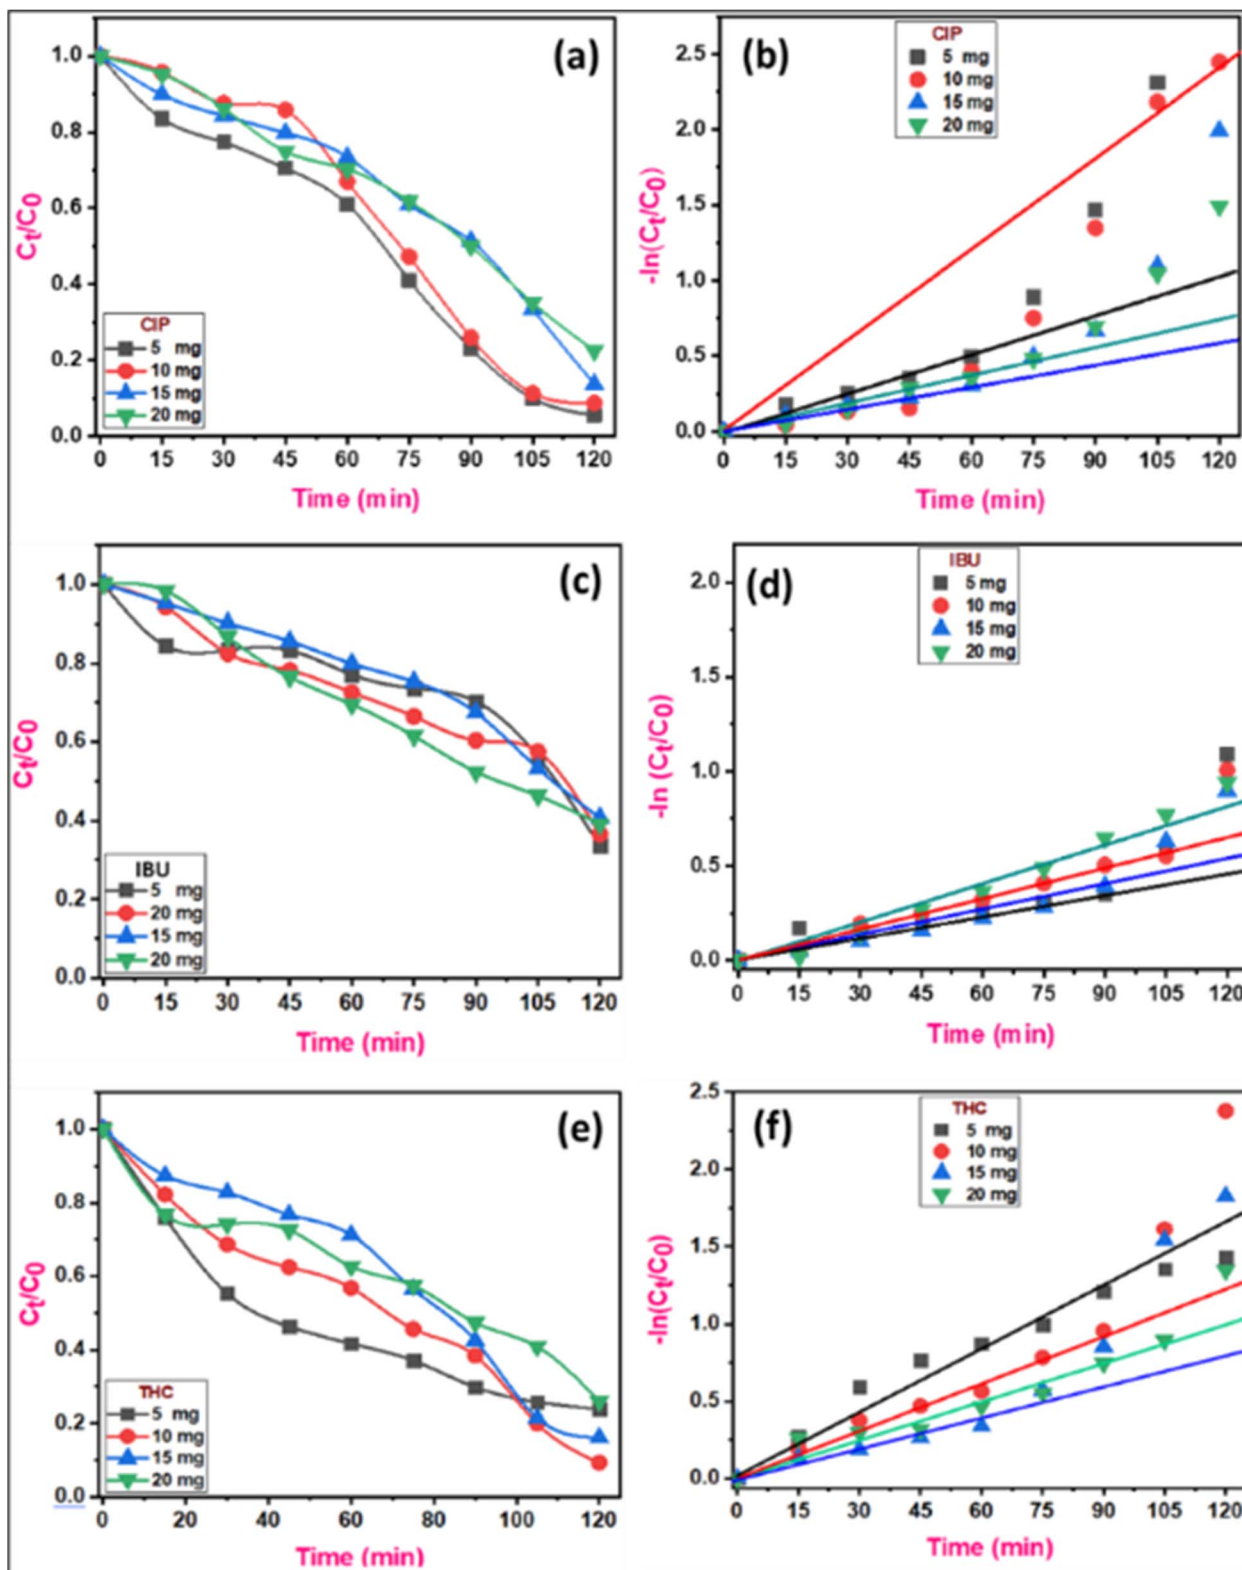 (a)
Ct/C0
1.0
0.8
0.6
0.4
0.2
0.0
CIP
5 mg
10 mg
15 mg
20 mg
0 15 30 45 60 75 90 105 120
Time (min)
(b)
-ln(Ct/C0)
2.5
2.0
1.5
1.0
0.5
0.0
CIP
5 mg
10 mg
15 mg
20 mg
0 15 30 45 60 75 90 105 120
Time (min)
(c)
Ct/C0
1.0
0.8
0.6
0.4
0.2
0.0
IBU
5 mg
20 mg
15 mg
20 mg
0 15 30 45 60 75 90 105 120
Time (min)
(d)
-ln (Ct/C0)
2.0
1.5
1.0
0.5
0.0
IBU
5 mg
10 mg
15 mg
20 mg
0 15 30 45 60 75 90 105 120
Time (min)
(e)
Ct/C0
1.0
0.8
0.6
0.4
0.2
0.0
THC
5 mg
10 mg
15 mg
20 mg
0 20 40 60 80 100 120
Time (min)
(f)
-ln(Ct/C0)
2.5
2.0
1.5
1.0
0.5
0.0
THC
5 mg
10 mg
15 mg
20 mg
0 15 30 45 60 75 90 105 120
Time (min)